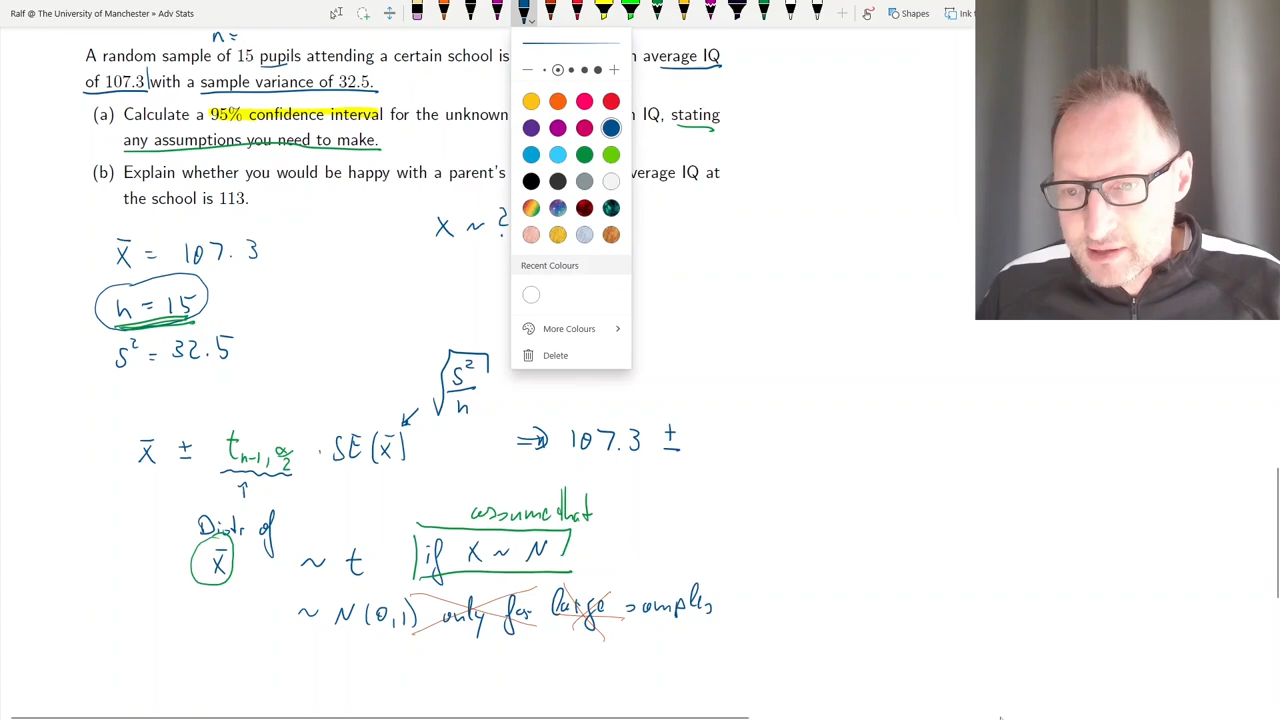 Ralf @ The University of Manchester » Adv Stats
Shapes
Ink t
n =
A random sample of 15 pupils attending a certain school is average IQ
of 107.3 with a sample variance of 32.5.
(a) Calculate a 95% confidence interval for the unknown IQ, stating
any assumptions you need to make.
(b) Explain whether you would be happy with a parent's verage IQ at
the school is 113.
X ~ ?
x̄ = 107.3
n = 15
s² = 32.5
Recent Colours
More Colours
Delete
√(s²/n)
x̄ ± t n-1, α/2 · SE(x̄) ⇒ 107.3 ±
assume that
Distr of
x̄ ~ t if X ~ N
~ N(0,1) only for large samples